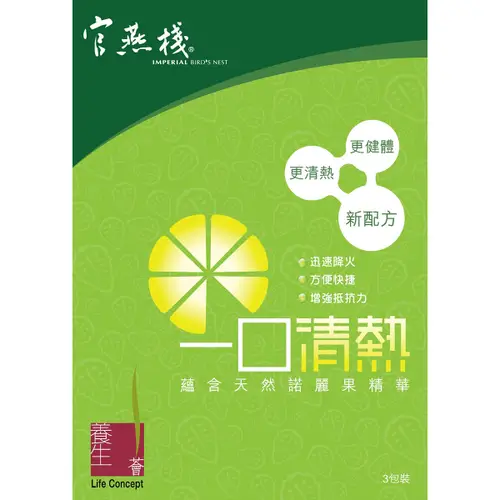 官燕棧®
IMPERIAL BIRD'S NEST
更健體
更清熱
新配方
迅速降火
方便快捷
增強抵抗力
一口清熱
蘊含天然諾麗果精華
養生薈
Life Concept
3包裝